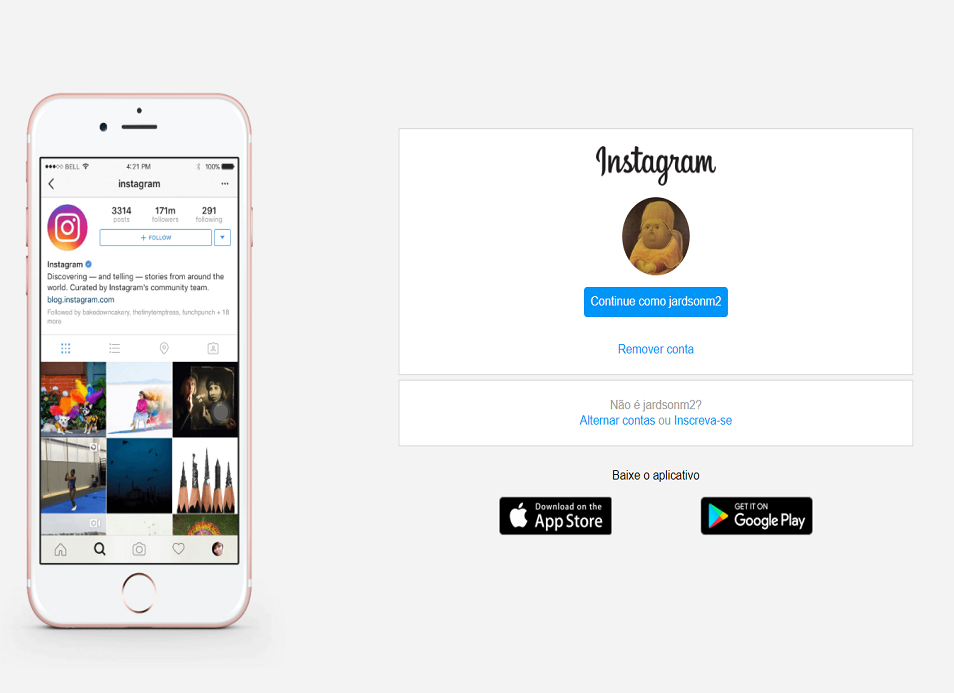 ●●●○○ BELL 4:21 PM 100%
instagram
3314 171m 291
posts followers following
+ FOLLOW
Instagram
Discovering — and telling — stories from around the
world. Curated by Instagram's community team.
blog.instagram.com
Followed by bakedowncakery, thetinytemptress, funchpunch + 18
more
Instagram
Continue como jardsonm2
Remover conta
Não é jardsonm2?
Alternar contas ou Inscreva-se
Baixe o aplicativo
Download on the
App Store
GET IT ON
Google Play